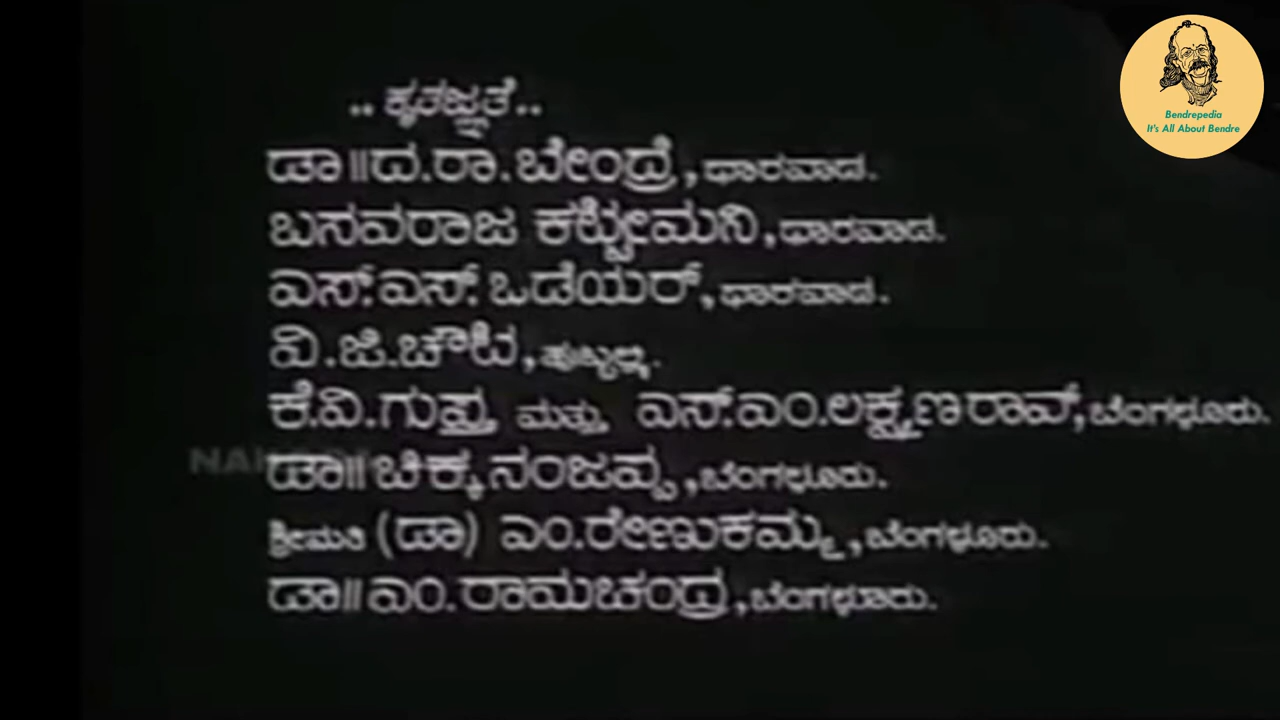 .. ಕೃತಜ್ಞತೆ..
ಡಾ॥ದ.ರಾ.ಬೇಂದ್ರೆ, ಧಾರವಾಡ.
ಬಸವರಾಜ ಕಟ್ಟೀಮನಿ, ಧಾರವಾಡ.
ಎಸ್.ಎಸ್. ಒಡೆಯರ್, ಧಾರವಾಡ.
ವಿ.ಜಿ.ಚೌಟ,
ಕೆ.ವಿ.ಗುಪ್ತ ಮತ್ತು ಎಸ್.ಎಂ.ಲಕ್ಷ್ಮಣರಾವ್, ಬೆಂಗಳೂರು.
ಡಾ॥ಚಿಕ್ಕನಂಜಪ್ಪ, ಬೆಂಗಳೂರು.
ಶ್ರೀಮತಿ (ಡಾ) ಎಂ.ರೇಣುಕಮ್ಮ, ಬೆಂಗಳೂರು.
ಡಾ॥ಎಂ.ರಾಮಚಂದ್ರ, ಬೆಂಗಳೂರು.
Bendrepedia
It's All About Bendre